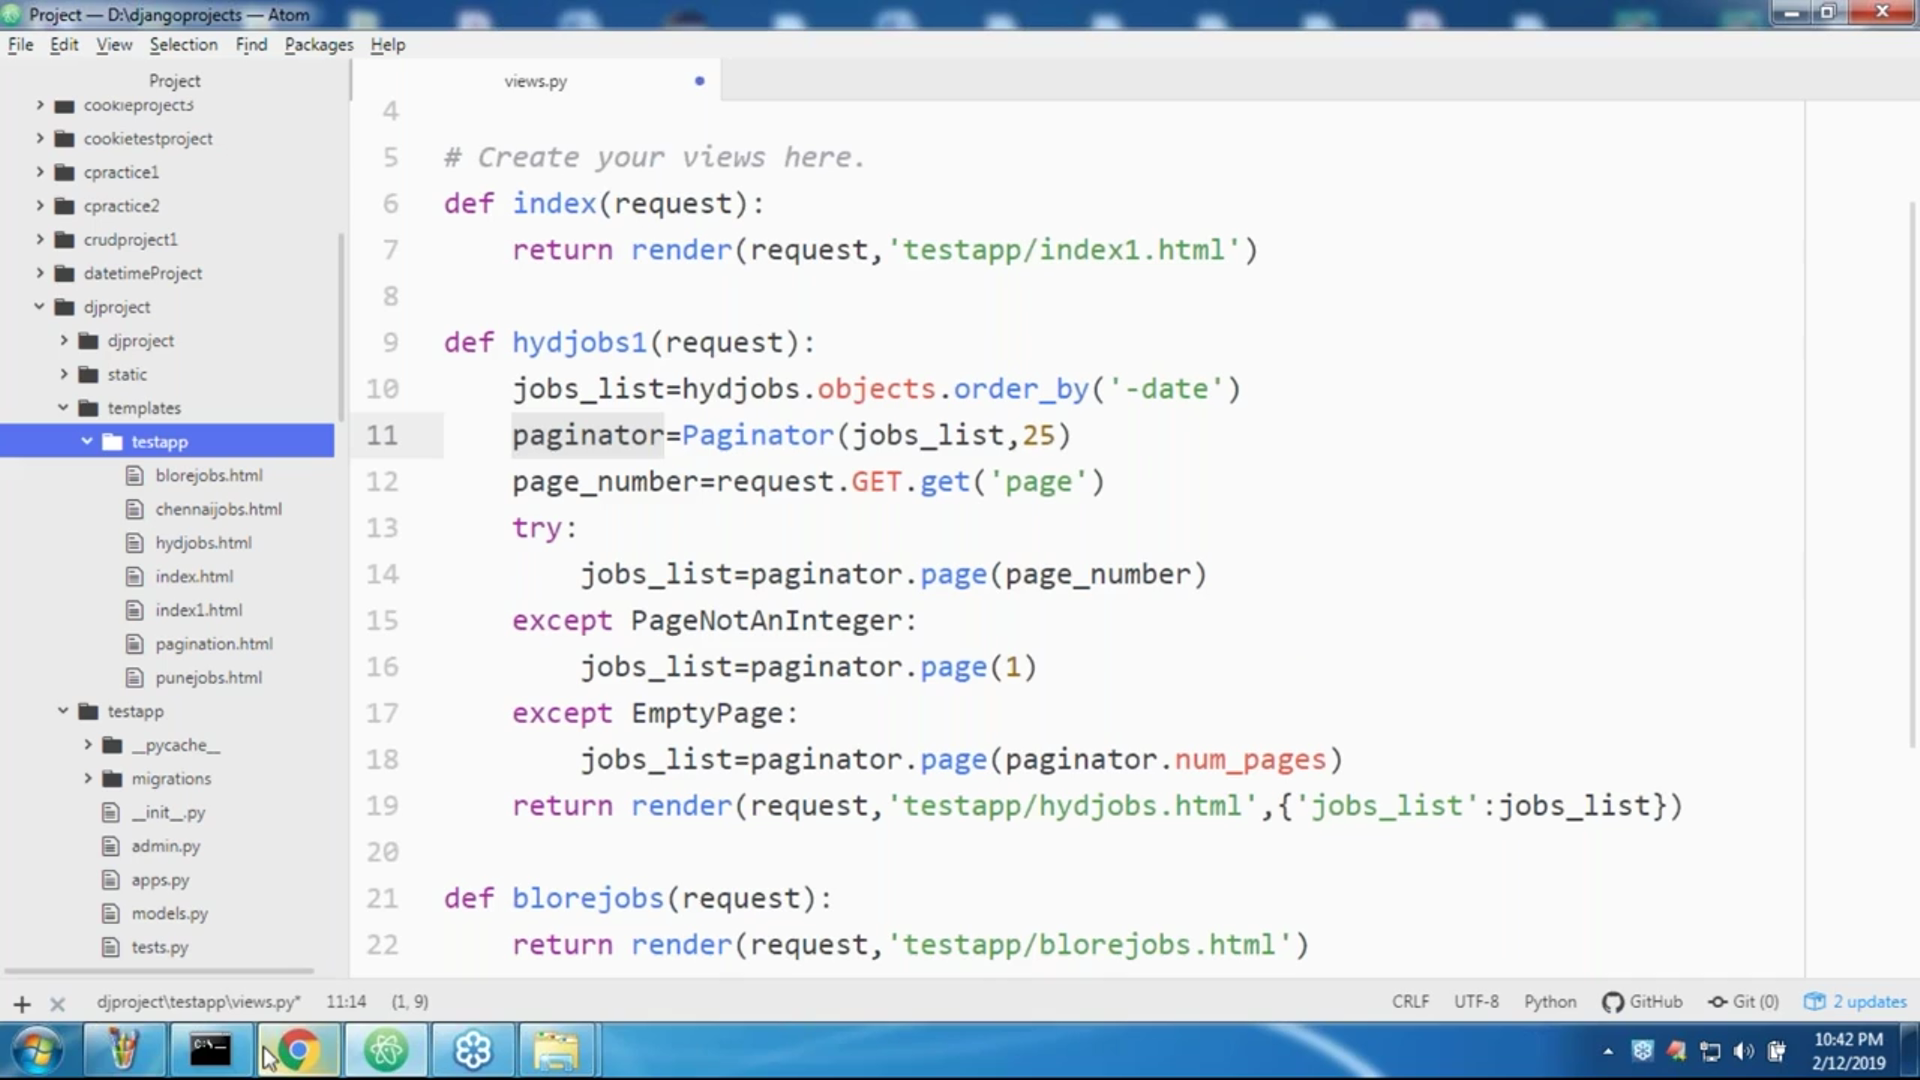 Project — D:\djangoprojects — Atom
File Edit View Selection Find Packages Help
Project
cookieproject3
cookietestproject
cpractice1
cpractice2
crudproject1
datetimeProject
djproject
djproject
static
templates
testapp
blorejobs.html
chennaijobs.html
hydjobs.html
index.html
index1.html
pagination.html
punejobs.html
testapp
__pycache__
migrations
__init__.py
admin.py
apps.py
models.py
tests.py
views.py
4
5 # Create your views here.
6 def index(request):
7 return render(request,'testapp/index1.html')
8
9 def hydjobs1(request):
10 jobs_list=hydjobs.objects.order_by('-date')
11 paginator=Paginator(jobs_list,25)
12 page_number=request.GET.get('page')
13 try:
14 jobs_list=paginator.page(page_number)
15 except PageNotAnInteger:
16 jobs_list=paginator.page(1)
17 except EmptyPage:
18 jobs_list=paginator.page(paginator.num_pages)
19 return render(request,'testapp/hydjobs.html',{'jobs_list':jobs_list})
20
21 def blorejobs(request):
22 return render(request,'testapp/blorejobs.html')
djproject\testapp\views.py* 11:14 (1, 9) CRLF UTF-8 Python GitHub Git (0) 2 updates
C:\_
10:42 PM
2/12/2019